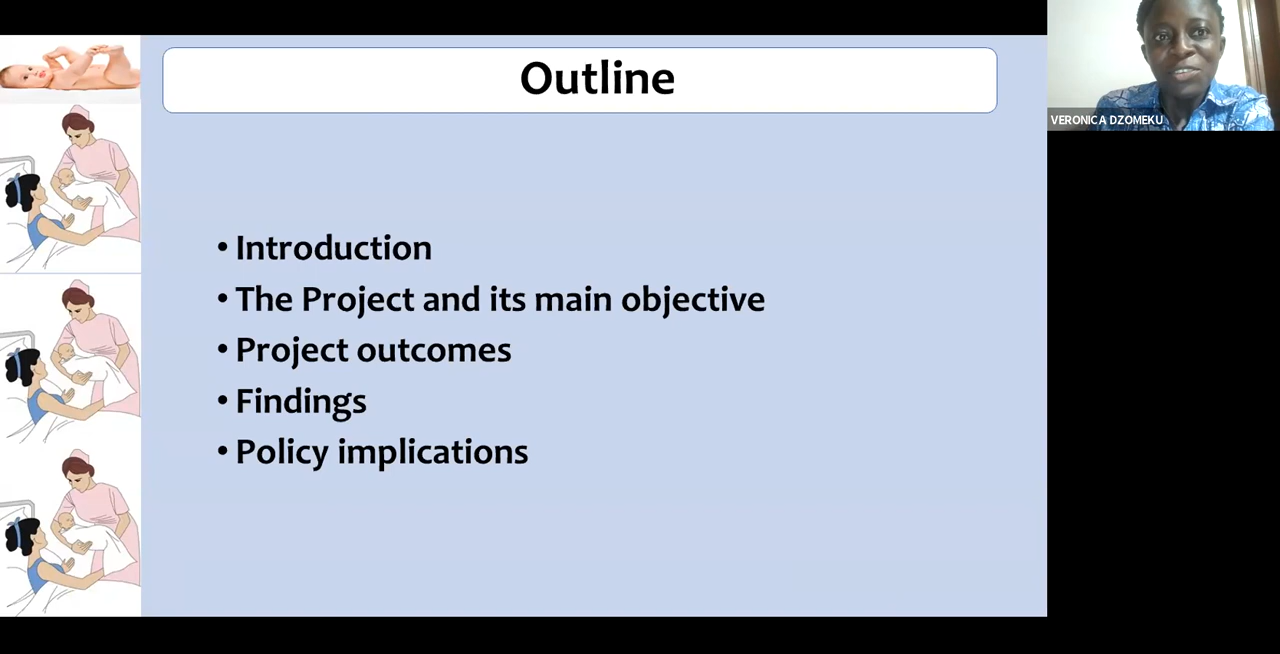 Outline
• Introduction
• The Project and its main objective
• Project outcomes
• Findings
• Policy implications
VERONICA DZOMEKU